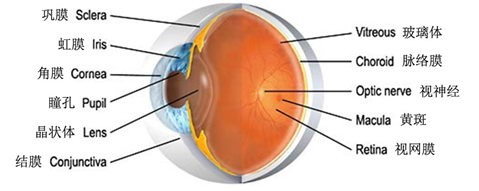 巩膜 Sclera
虹膜 Iris
角膜 Cornea
瞳孔 Pupil
晶状体 Lens
结膜 Conjunctiva
Vitreous 玻璃体
Choroid 脉络膜
Optic nerve 视神经
Macula 黄斑
Retina 视网膜